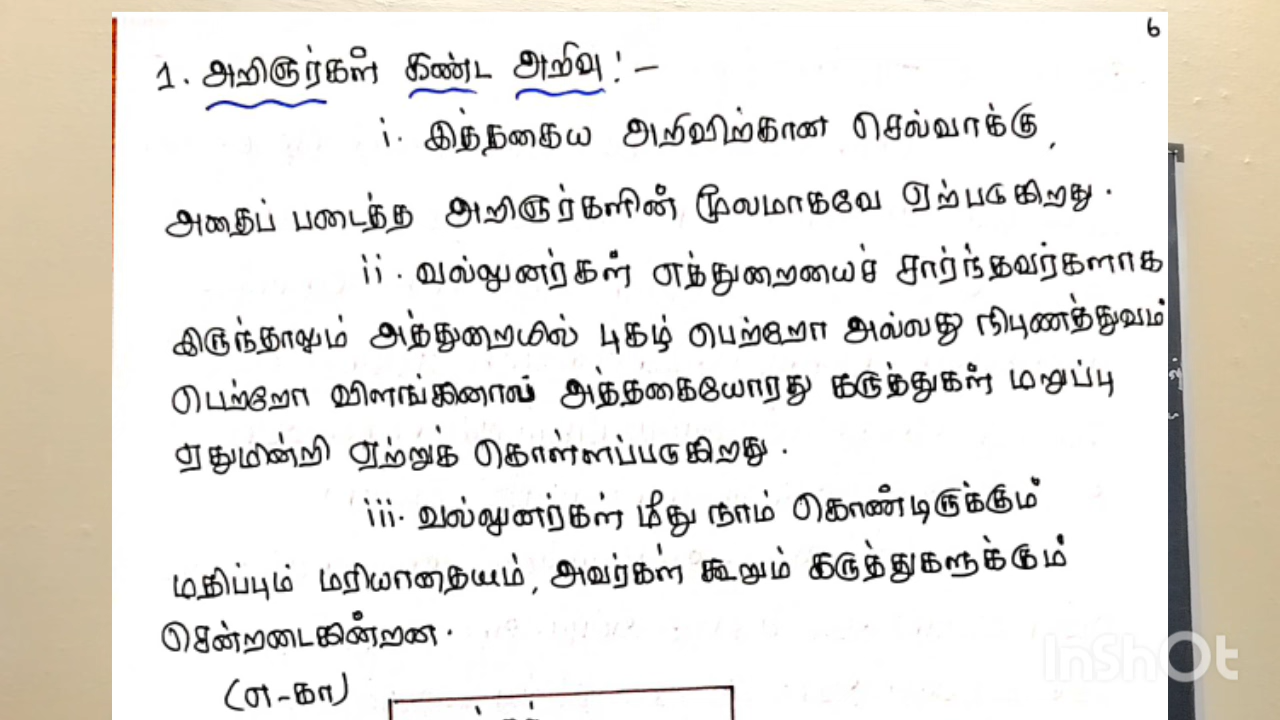 6
1. அறிஞர்கள் கண்ட அறிவு! —
i. இத்தகைய அறிவிற்கான செல்வாக்கு,
அதைப் படைத்த அறிஞர்களின் மூலமாகவே ஏற்படுகிறது.
ii. வல்லுனர்கள் எத்துறையைச் சார்ந்தவர்களாக
இருந்தாலும் அத்துறையில் புகழ் பெற்றோ அல்லது நிபுணத்துவம்
பெற்றோ விளங்கினால் அத்தகையோரது கருத்துகள் மறுப்பு
ஏதுமின்றி ஏற்றுக் கொள்ளப்படுகிறது.
iii. வல்லுனர்கள் மீது நாம் கொண்டிருக்கும்
மதிப்பும் மரியாதையும், அவர்கள் கூறும் கருத்துகளுக்கும்
சென்றடைகின்றன.
(எ-கா)
InShOt